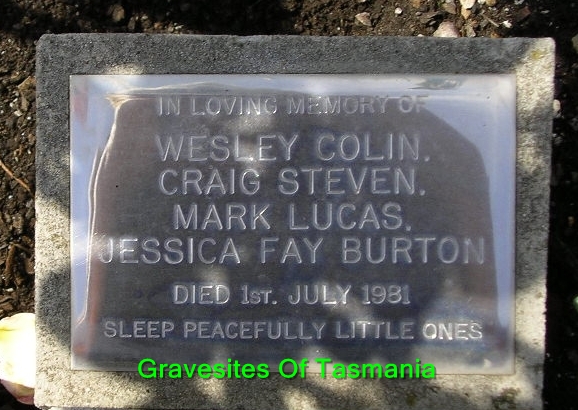 IN LOVING MEMORY OF
WESLEY COLIN.
CRAIG STEVEN.
MARK LUCAS.
JESSICA FAY BURTON
DIED 1ST. JULY 1981
SLEEP PEACEFULLY LITTLE ONES
Gravesites Of Tasmania